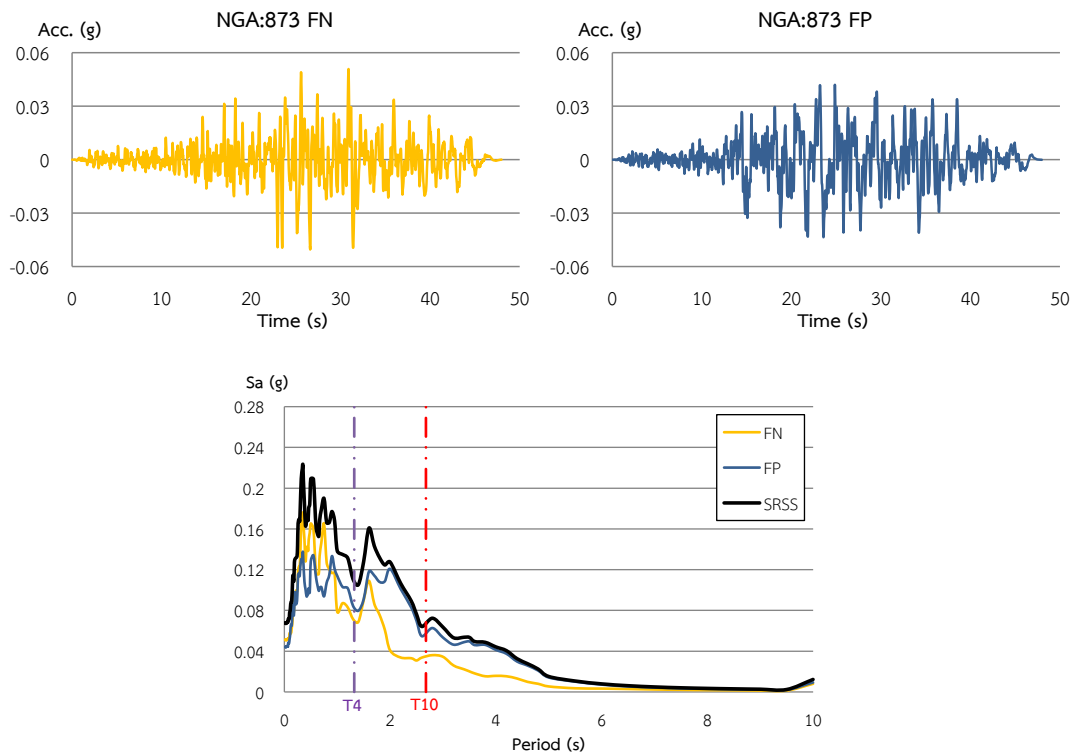 NGA:873 FN
Acc. (g)
0.06
0.03
0
-0.03
-0.06
0 10 20 30 40 50
Time (s)
NGA:873 FP
Acc. (g)
0.06
0.03
0
-0.03
-0.06
0 10 20 30 40 50
Time (s)
Sa (g)
0.28
0.24
0.2
0.16
0.12
0.08
0.04
0
FN
FP
SRSS
T4 T10
0 2 4 6 8 10
Period (s)